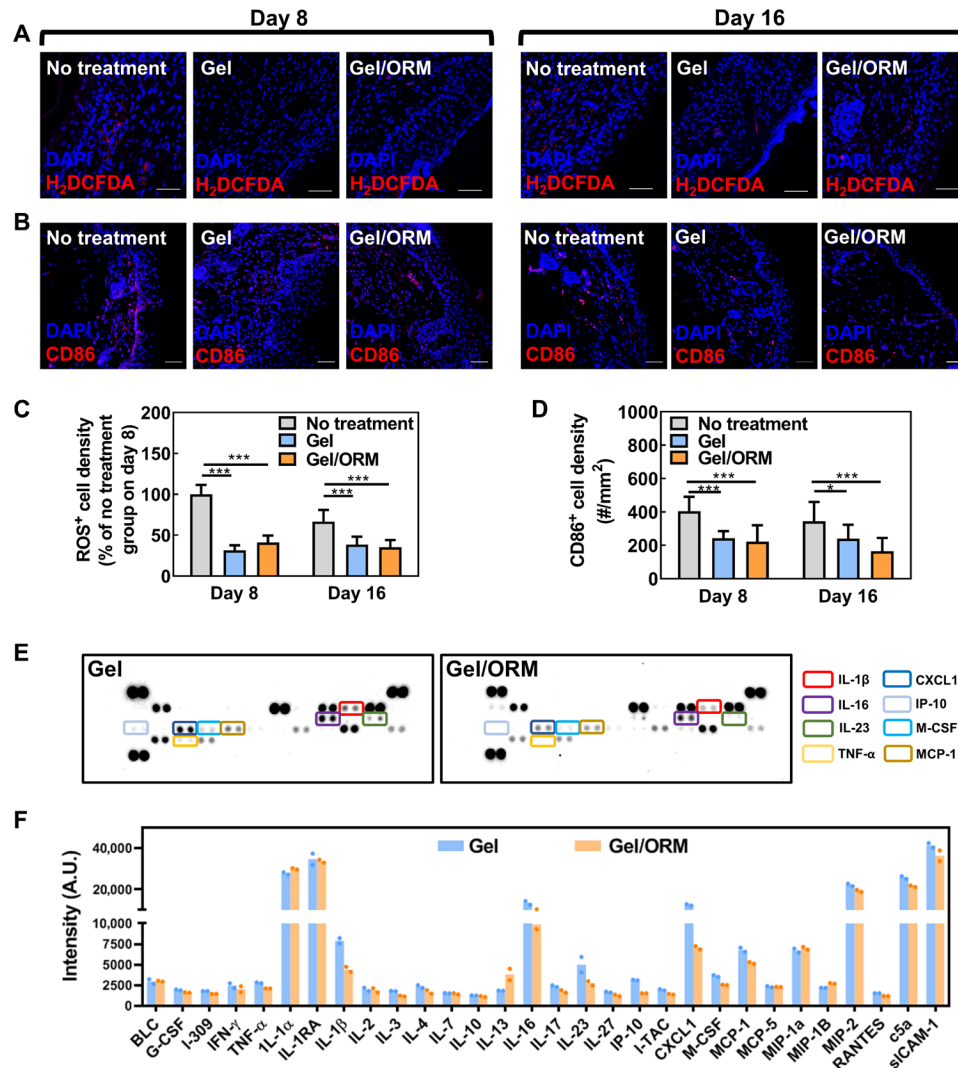 Day 8
Day 16
A
No treatment
DAPI
H₂DCFDA
Gel
DAPI
H₂DCFDA
Gel/ORM
DAPI
H₂DCFDA
No treatment
DAPI
H₂DCFDA
Gel
DAPI
H₂DCFDA
Gel/ORM
DAPI
H₂DCFDA
B
No treatment
DAPI
CD86
Gel
DAPI
CD86
Gel/ORM
DAPI
CD86
No treatment
DAPI
CD86
Gel
DAPI
CD86
Gel/ORM
DAPI
CD86
C
ROS⁺ cell density
(% of no treatment
group on day 8)
200
150
100
50
0
No treatment
Gel
Gel/ORM
***
***
***
***
Day 8
Day 16
D
CD86⁺ cell density
(#/mm²)
1000
800
600
400
200
0
No treatment
Gel
Gel/ORM
***
***
***
*
Day 8
Day 16
E
Gel
Gel/ORM
IL-1β
CXCL1
IL-16
IP-10
IL-23
M-CSF
TNF-α
MCP-1
F
Intensity (A.U.)
40,000
20,000
10,000
7500
5000
2500
0
Gel
Gel/ORM
BLC
G-CSF
I-309
IFN-γ
TNF-α
1L-1α
IL-1RA
IL-1β
IL-2
IL-3
IL-4
IL-7
IL-10
IL-13
IL-16
IL-17
IL-23
IL-27
IP-10
I-TAC
CXCL1
M-CSF
MCP-1
MCP-5
MIP-1a
MIP-1B
MIP-2
RANTES
c5a
sICAM-1